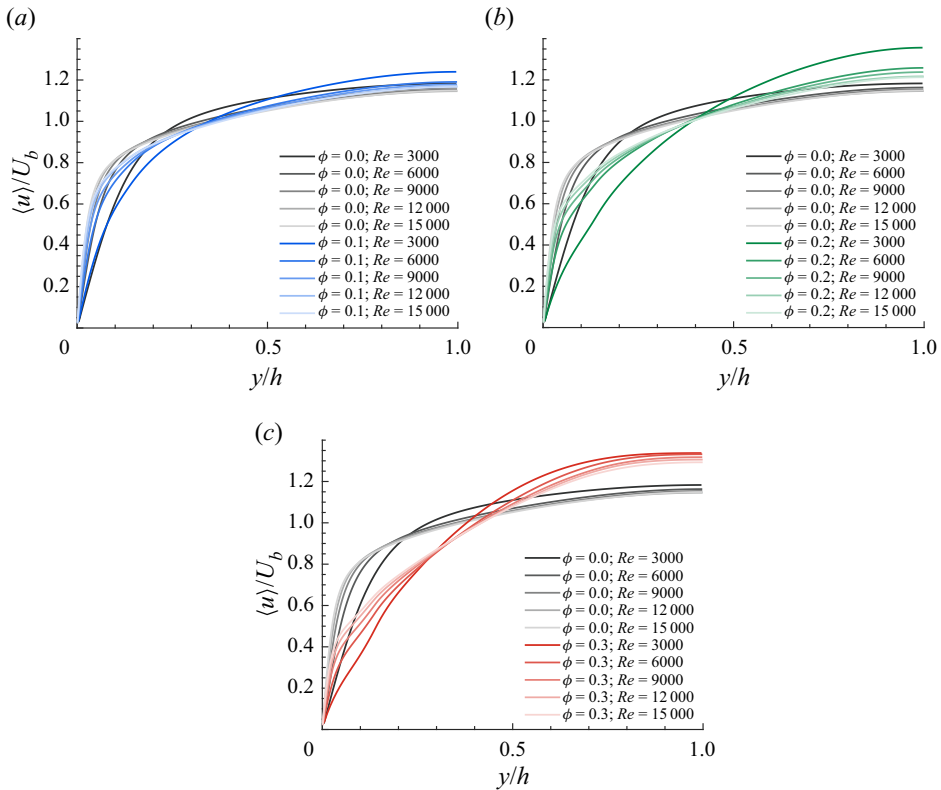 (a)
1.2
1.0
0.8
0.6
0.4
0.2
⟨u⟩/U_b
ϕ = 0.0; Re = 3000
ϕ = 0.0; Re = 6000
ϕ = 0.0; Re = 9000
ϕ = 0.0; Re = 12 000
ϕ = 0.0; Re = 15 000
ϕ = 0.1; Re = 3000
ϕ = 0.1; Re = 6000
ϕ = 0.1; Re = 9000
ϕ = 0.1; Re = 12 000
ϕ = 0.1; Re = 15 000
0 0.5 1.0
y/h
(b)
1.2
1.0
0.8
0.6
0.4
0.2
ϕ = 0.0; Re = 3000
ϕ = 0.0; Re = 6000
ϕ = 0.0; Re = 9000
ϕ = 0.0; Re = 12 000
ϕ = 0.0; Re = 15 000
ϕ = 0.2; Re = 3000
ϕ = 0.2; Re = 6000
ϕ = 0.2; Re = 9000
ϕ = 0.2; Re = 12 000
ϕ = 0.2; Re = 15 000
0 0.5 1.0
y/h
(c)
1.2
1.0
0.8
0.6
0.4
0.2
⟨u⟩/U_b
ϕ = 0.0; Re = 3000
ϕ = 0.0; Re = 6000
ϕ = 0.0; Re = 9000
ϕ = 0.0; Re = 12 000
ϕ = 0.0; Re = 15 000
ϕ = 0.3; Re = 3000
ϕ = 0.3; Re = 6000
ϕ = 0.3; Re = 9000
ϕ = 0.3; Re = 12 000
ϕ = 0.3; Re = 15 000
0 0.5 1.0
y/h